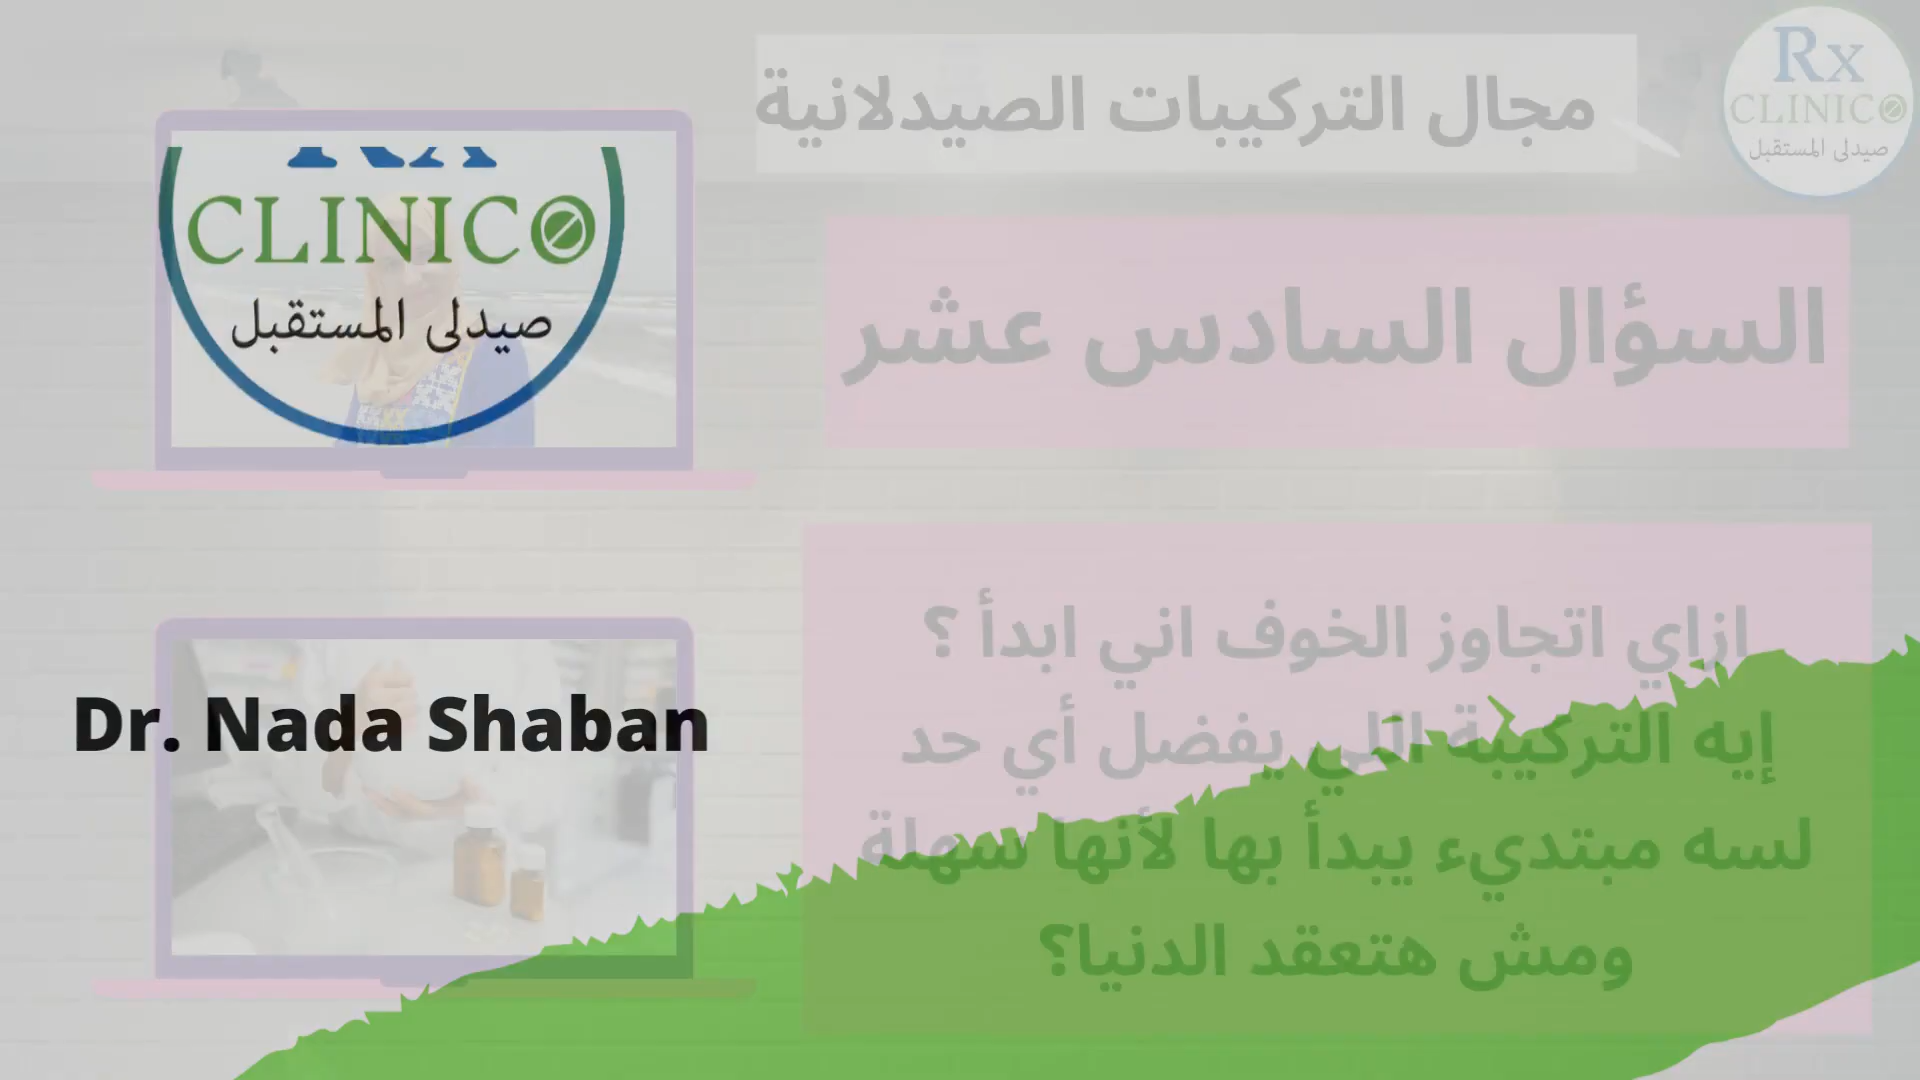 مجال التركيبات الصيدلانية
Rx
CLINICO
صيدلى المستقبل
CLINICO
صيدلى المستقبل
السؤال السادس عشر
ازاي اتجاوز الخوف اني ابدأ ؟
إيه التركيبة اللي يفضل أي حد
لسه مبتديء يبدأ بها لأنها سهلة
ومش هتعقد الدنيا؟
Dr. Nada Shaban